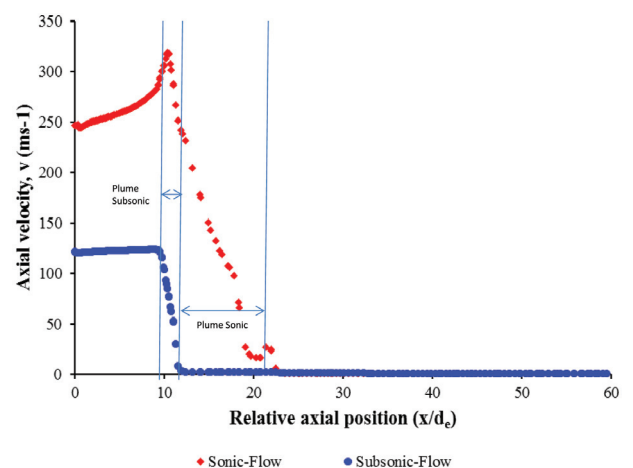 350
300
250
200
150
100
50
0
Axial velocity, v (ms-1)
Plume
Subsonic
Plume Sonic
0 10 20 30 40 50 60
Relative axial position (x/de)
Sonic-Flow Subsonic-Flow